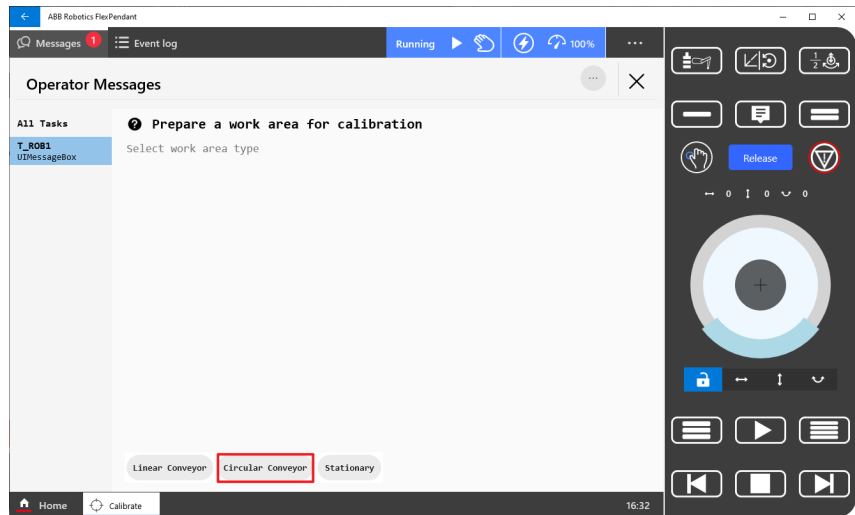 ABB Robotics FlexPendant
Messages 1
Event log
Running
100%
Operator Messages
All Tasks
T_ROB1
UIMessageBox
Prepare a work area for calibration
Select work area type
Linear Conveyor
Circular Conveyor
Stationary
Home
Calibrate
16:32
1
2
Release
0 0 0